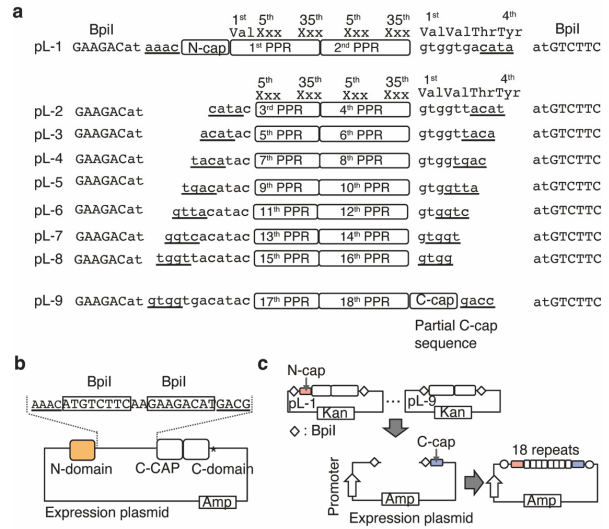 a
BpiI 1st 5th 35th 5th 35th 1st 4th BpiI
Val Xxx Xxx Xxx Xxx ValValThrTyr
pL-1 GAAGACat aaac N-cap 1st PPR 2nd PPR gtggtgacata atGTCTTC
5th 35th 5th 35th 1st 4th
Xxx Xxx Xxx Xxx ValValThrTyr
pL-2 GAAGACat catac 3rd PPR 4th PPR gtggttacat atGTCTTC
pL-3 GAAGACat acatac 5th PPR 6th PPR gtggttaca atGTCTTC
pL-4 GAAGACat tacatac 7th PPR 8th PPR gtggtgac atGTCTTC
pL-5 GAAGACat tgacatac 9th PPR 10th PPR gtggtta atGTCTTC
pL-6 GAAGACat gttacatac 11th PPR 12th PPR gtggtc atGTCTTC
pL-7 GAAGACat ggtcacatac 13th PPR 14th PPR gtggt atGTCTTC
pL-8 GAAGACat tggttacatac 15th PPR 16th PPR gtgg atGTCTTC
pL-9 GAAGACat gtggtgacatac 17th PPR 18th PPR C-cap gacc atGTCTTC
Partial C-cap
sequence
b
BpiI BpiI
AAACATGTCTTCAAGAAGACATGACG
N-domain C-CAP C-domain *
Amp
Expression plasmid
c
N-cap
pL-1 ... pL-9
Kan Kan
: BpiI
C-cap
18 repeats
Promoter
Amp Amp
Expression plasmid